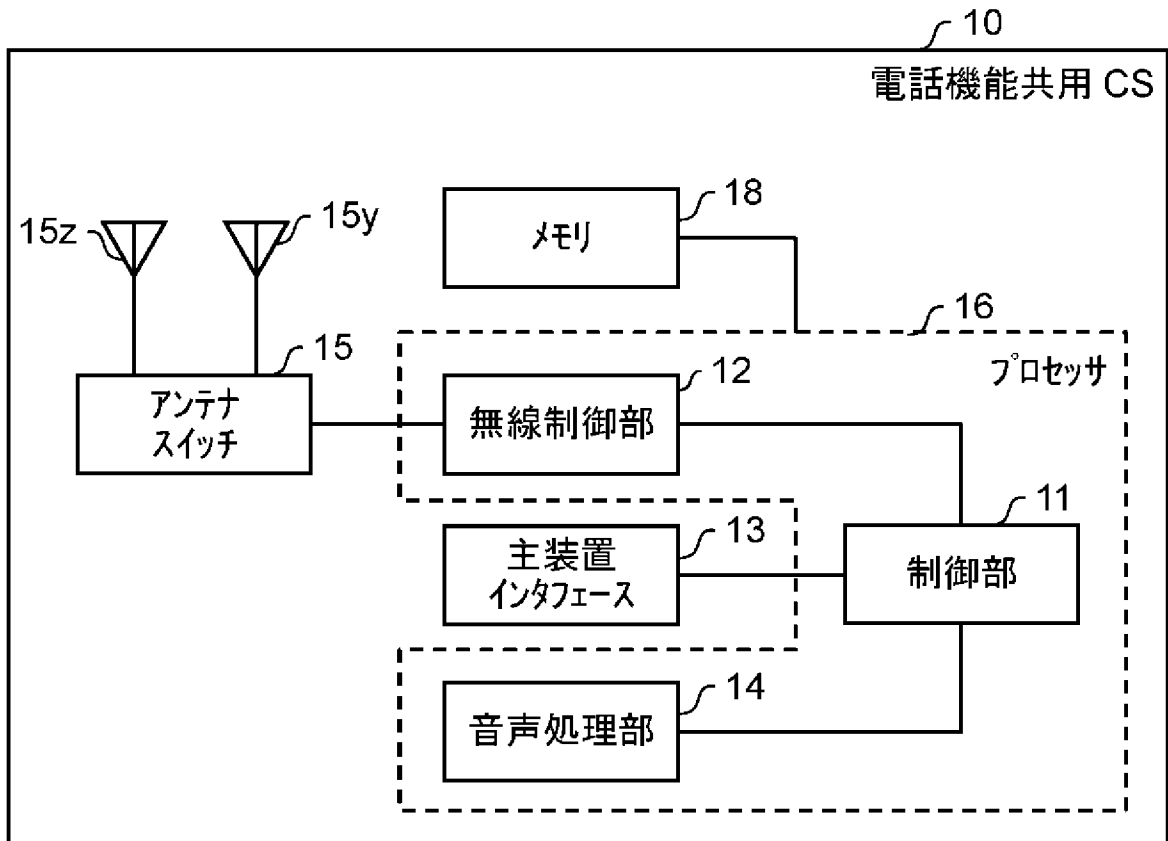 10
電話機能共用 CS
18
メモリ
15z
15y
16
プロセッサ
15
アンテナ
スイッチ
12
無線制御部
11
制御部
13
主装置
インタフェース
14
音声処理部